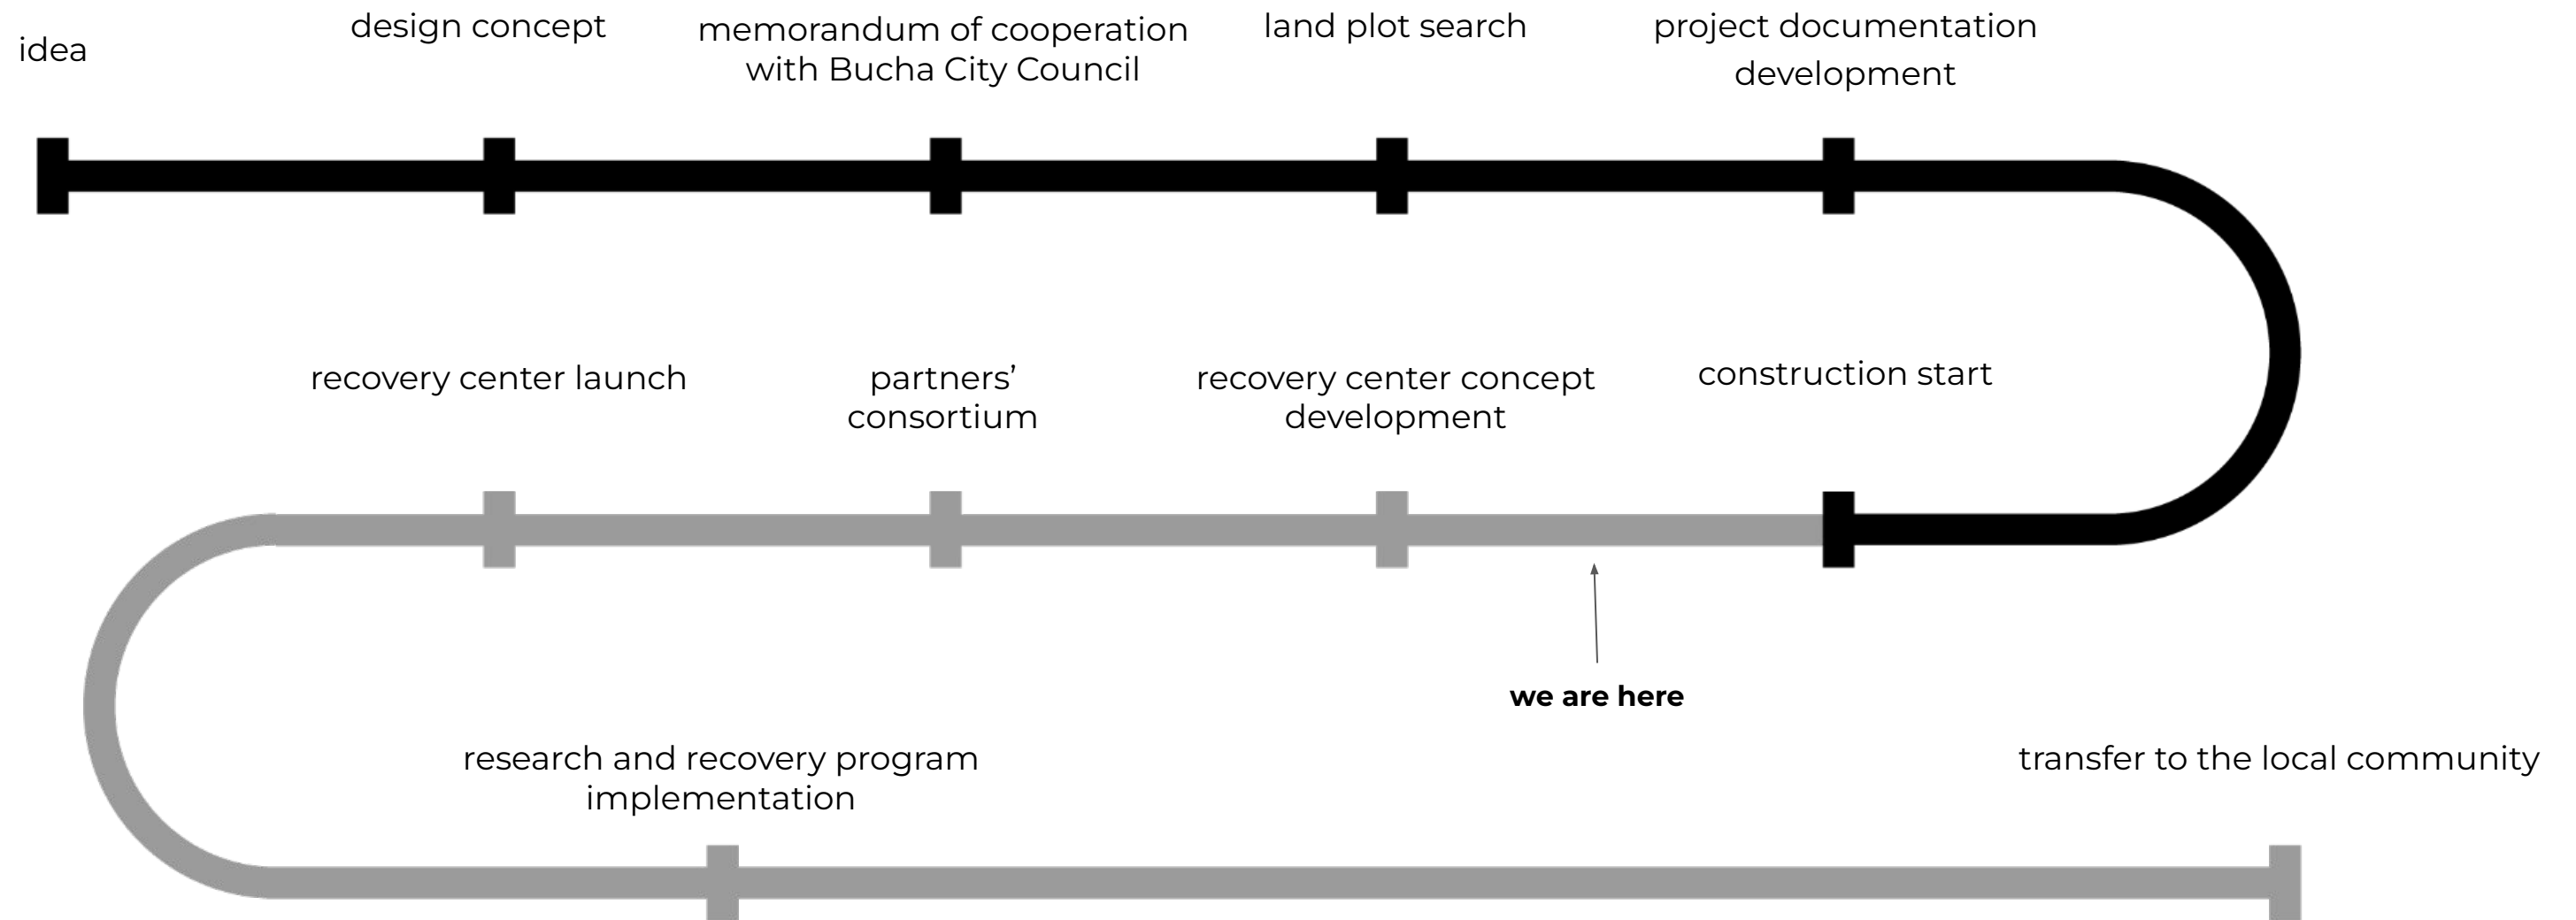 idea
design concept
memorandum of cooperation
with Bucha City Council
land plot search
project documentation
development
recovery center launch
partners’
consortium
recovery center concept
development
construction start
we are here
research and recovery program
implementation
transfer to the local community